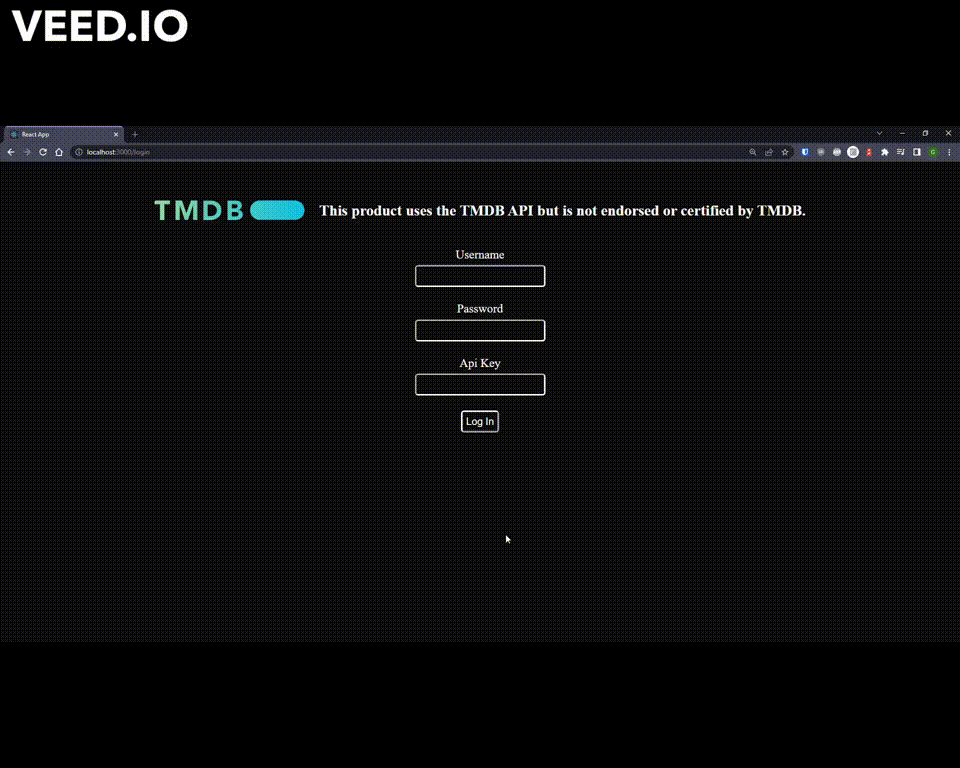 VEED.IO
React App
localhost:3000/login
TMDB
This product uses the TMDB API but is not endorsed or certified by TMDB.
Username
Password
Api Key
Log In